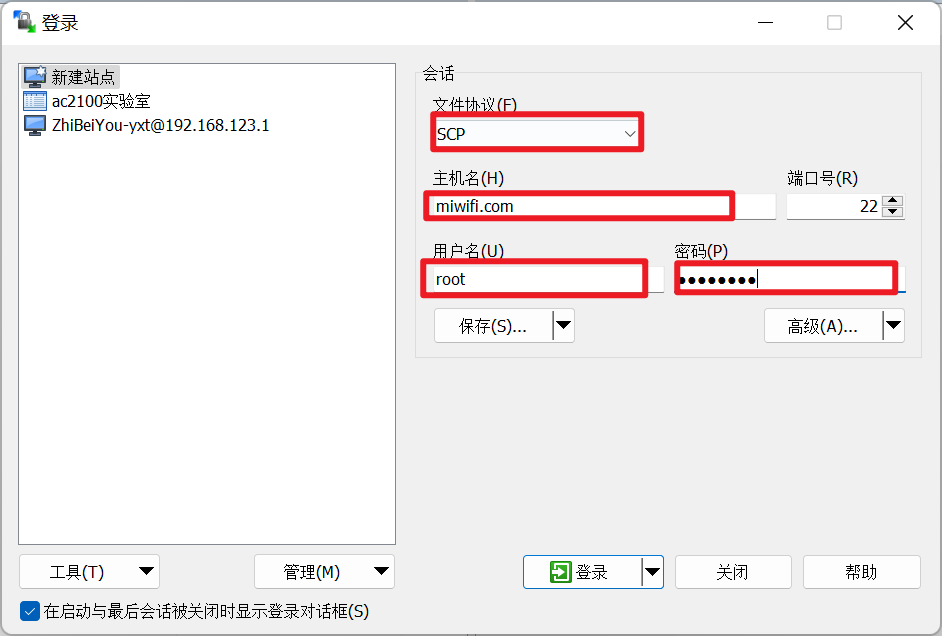 登录
新建站点
ac2100实验室
ZhiBeiYou-yxt@192.168.123.1
会话
文件协议(F)
SCP
主机名(H)
端口号(R)
miwifi.com
22
用户名(U)
密码(P)
root
●●●●●●●●
保存(S)...
高级(A)...
工具(T)
管理(M)
登录
关闭
帮助
在启动与最后会话被关闭时显示登录对话框(S)